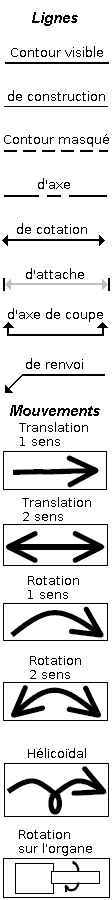 Lignes
Contour visible
de construction
Contour masqué
d'axe
de cotation
d'attache
d'axe de coupe
de renvoi
Mouvements
Translation
1 sens
Translation
2 sens
Rotation
1 sens
Rotation
2 sens
Hélicoïdal
Rotation
sur l'organe